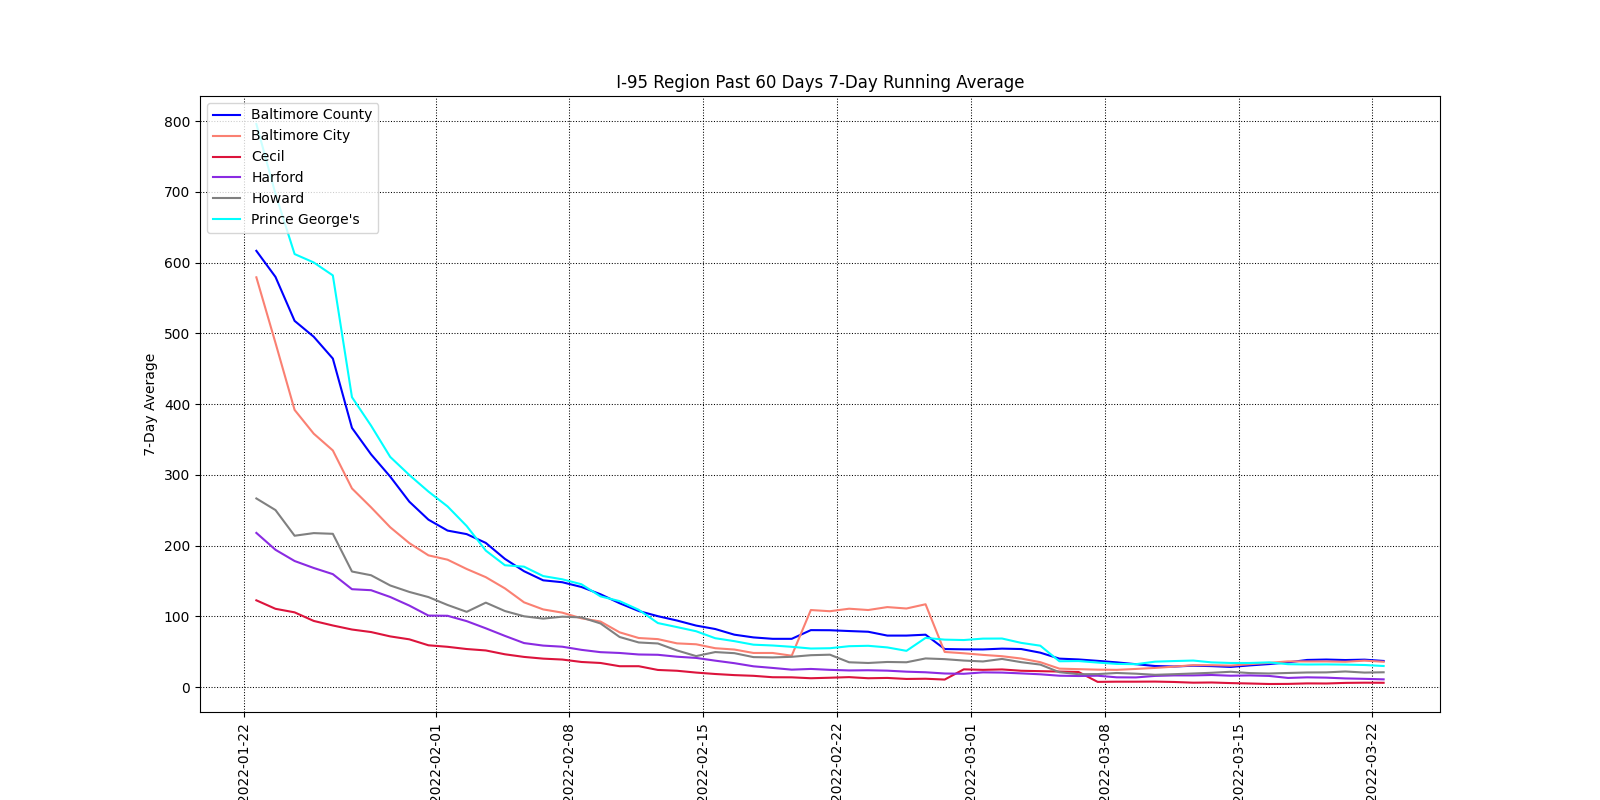 I-95 Region Past 60 Days 7-Day Running Average
Baltimore County
Baltimore City
Cecil
Harford
Howard
Prince George's
7-Day Average
800
700
600
500
400
300
200
100
0
2022-01-22
2022-02-01
2022-02-08
2022-02-15
2022-02-22
2022-03-01
2022-03-08
2022-03-15
2022-03-22